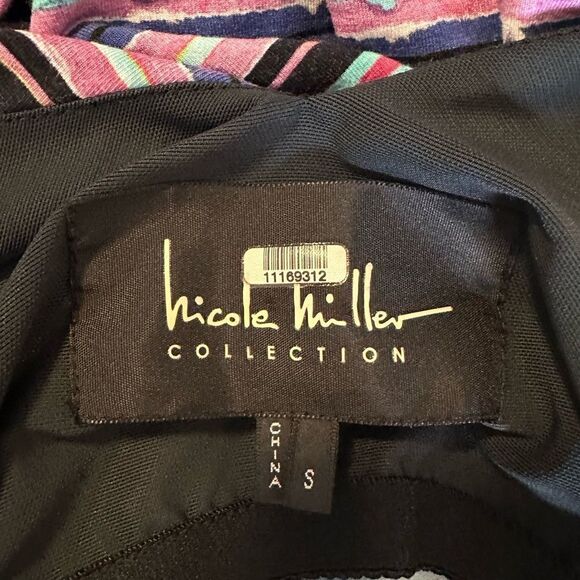 11169312
Nicole Miller
COLLECTION
CHINA
S